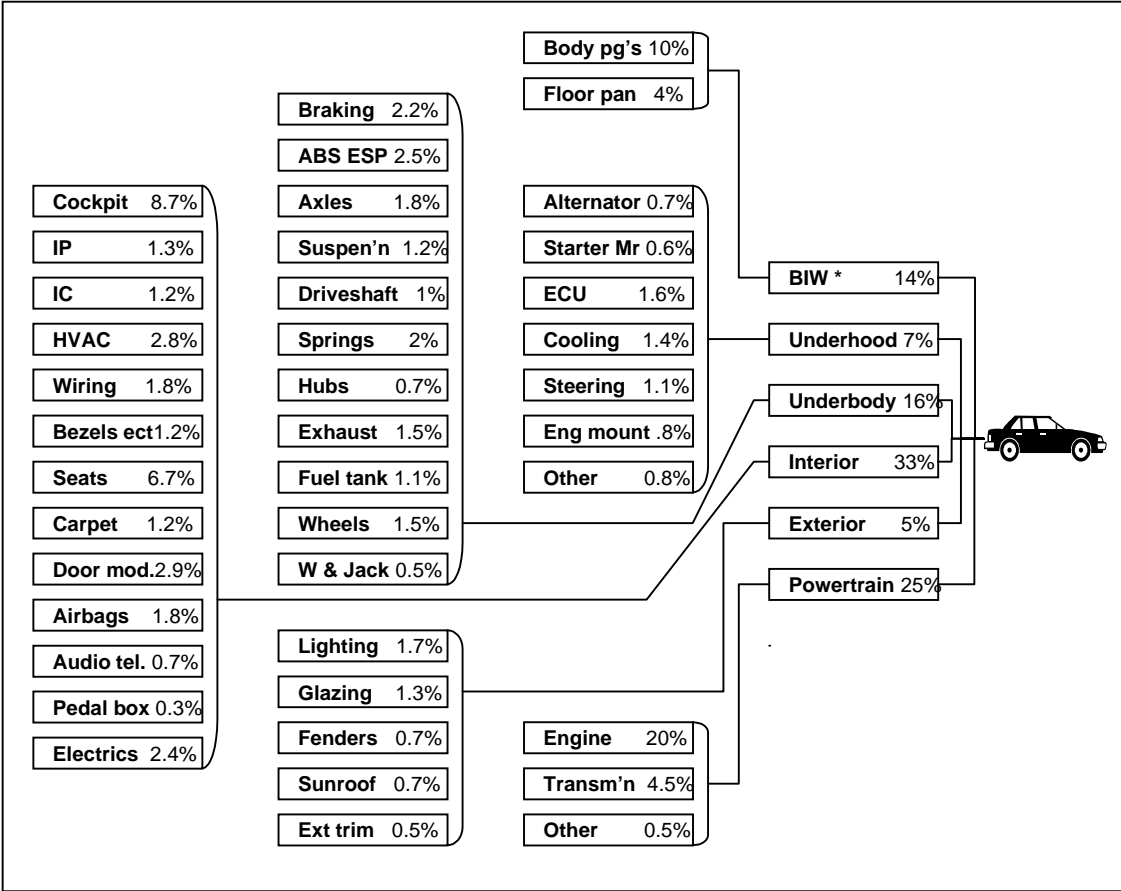 Body pg's 10%
Floor pan 4%
Braking 2.2%
ABS ESP 2.5%
Axles 1.8%
Suspen'n 1.2%
Driveshaft 1%
Springs 2%
Hubs 0.7%
Exhaust 1.5%
Fuel tank 1.1%
Wheels 1.5%
W & Jack 0.5%
Cockpit 8.7%
IP 1.3%
IC 1.2%
HVAC 2.8%
Wiring 1.8%
Bezels ect1.2%
Seats 6.7%
Carpet 1.2%
Door mod.2.9%
Airbags 1.8%
Audio tel. 0.7%
Pedal box 0.3%
Electrics 2.4%
Alternator 0.7%
Starter Mr 0.6%
ECU 1.6%
Cooling 1.4%
Steering 1.1%
Eng mount .8%
Other 0.8%
Lighting 1.7%
Glazing 1.3%
Fenders 0.7%
Sunroof 0.7%
Ext trim 0.5%
Engine 20%
Transm'n 4.5%
Other 0.5%
BIW * 14%
Underhood 7%
Underbody 16%
Interior 33%
Exterior 5%
Powertrain 25%